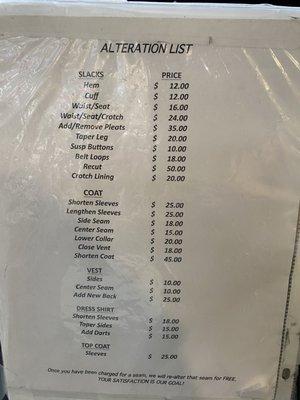 ALTERATION LIST
SLACKS PRICE
Hem $ 12.00
Cuff $ 12.00
Waist/Seat $ 16.00
Waist/Seat/Crotch $ 24.00
Add/Remove Pleats $ 35.00
Taper Leg $ 20.00
Susp Buttons $ 10.00
Belt Loops $ 18.00
Recut $ 50.00
Crotch Lining $ 20.00
COAT
Shorten Sleeves $ 25.00
Lengthen Sleeves $ 25.00
Side Seam $ 18.00
Center Seam $ 15.00
Lower Collar $ 20.00
Close Vent $ 18.00
Shorten Coat $ 45.00
VEST
Sides $ 10.00
Center Seam $ 10.00
Add New Back $ 25.00
DRESS SHIRT
Shorten Sleeves $ 18.00
Taper Sides $ 15.00
Add Darts $ 15.00
TOP COAT
Sleeves $ 25.00
Once you have been charged for a seam, we will re-alter that seam for FREE,
YOUR SATISFACTION IS OUR GOAL!